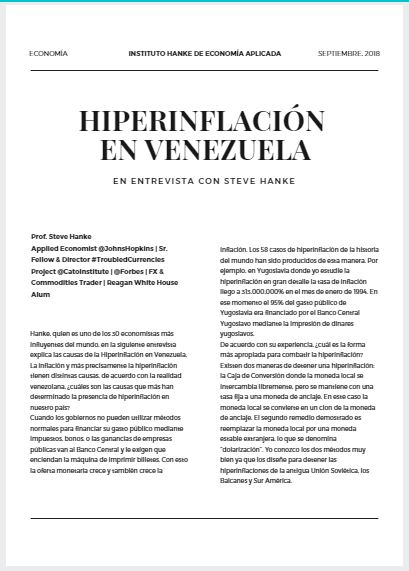 ECONOMÍA
INSTITUTO HANKE DE ECONOMÍA APLICADA
SEPTIEMBRE, 2018
HIPERINFLACIÓN
EN VENEZUELA
EN ENTREVISTA CON STEVE HANKE
Prof. Steve Hanke
Applied Economist @JohnsHopkins | Sr.
Fellow & Director #TroubledCurrencies
Project @CatoInstitute | @Forbes | FX &
Commodities Trader | Reagan White House
Alum
Hanke, quien es uno de los 50 economistas más
influyentes del mundo, en la siguiente entrevista
explica las causas de la Hiperinflación en Venezuela.
La inflación y más precisamente la hiperinflación
tienen distintas causas, de acuerdo con la realidad
venezolana, ¿cuáles son las causas que más han
determinado la presencia de hiperinflación en
nuestro país?
Cuando los gobiernos no pueden utilizar métodos
normales para financiar su gasto público mediante
impuestos, bonos, o las ganancias de empresas
públicas van al Banco Central y le exigen que
enciendan la máquina de imprimir billetes. Con esto
la oferta monetaria crece y también crece la
inflación. Los 58 casos de hiperinflación de la historia
del mundo han sido producidos de esta manera. Por
ejemplo, en Yugoslavia donde yo estudie la
hiperinflación en gran detalle la tasa de inflación
llego a 313,000,000% en el mes de enero de 1994. En
ese momento el 95% del gasto público de
Yugoslavia era financiado por el Banco Central
Yugoslavo mediante la impresión de dinares
yugoslavos.
De acuerdo con su experiencia, ¿cuál es la forma
más apropiada para combatir la hiperinflación?
Existen dos maneras de detener una hiperinflación:
la Caja de Conversión donde la moneda local se
intercambia libremente, pero se mantiene con una
tasa fija a una moneda de anclaje. En este caso la
moneda local se convierte en un clon de la moneda
de anclaje. El segundo remedio demostrado es
reemplazar la moneda local por una moneda
estable extranjera, lo que se denomina
"dolarización". Yo conozco los dos métodos muy
bien ya que los diseñe para detener las
hiperinflaciones de la antigua Unión Soviética, los
Balcanes y Sur América.